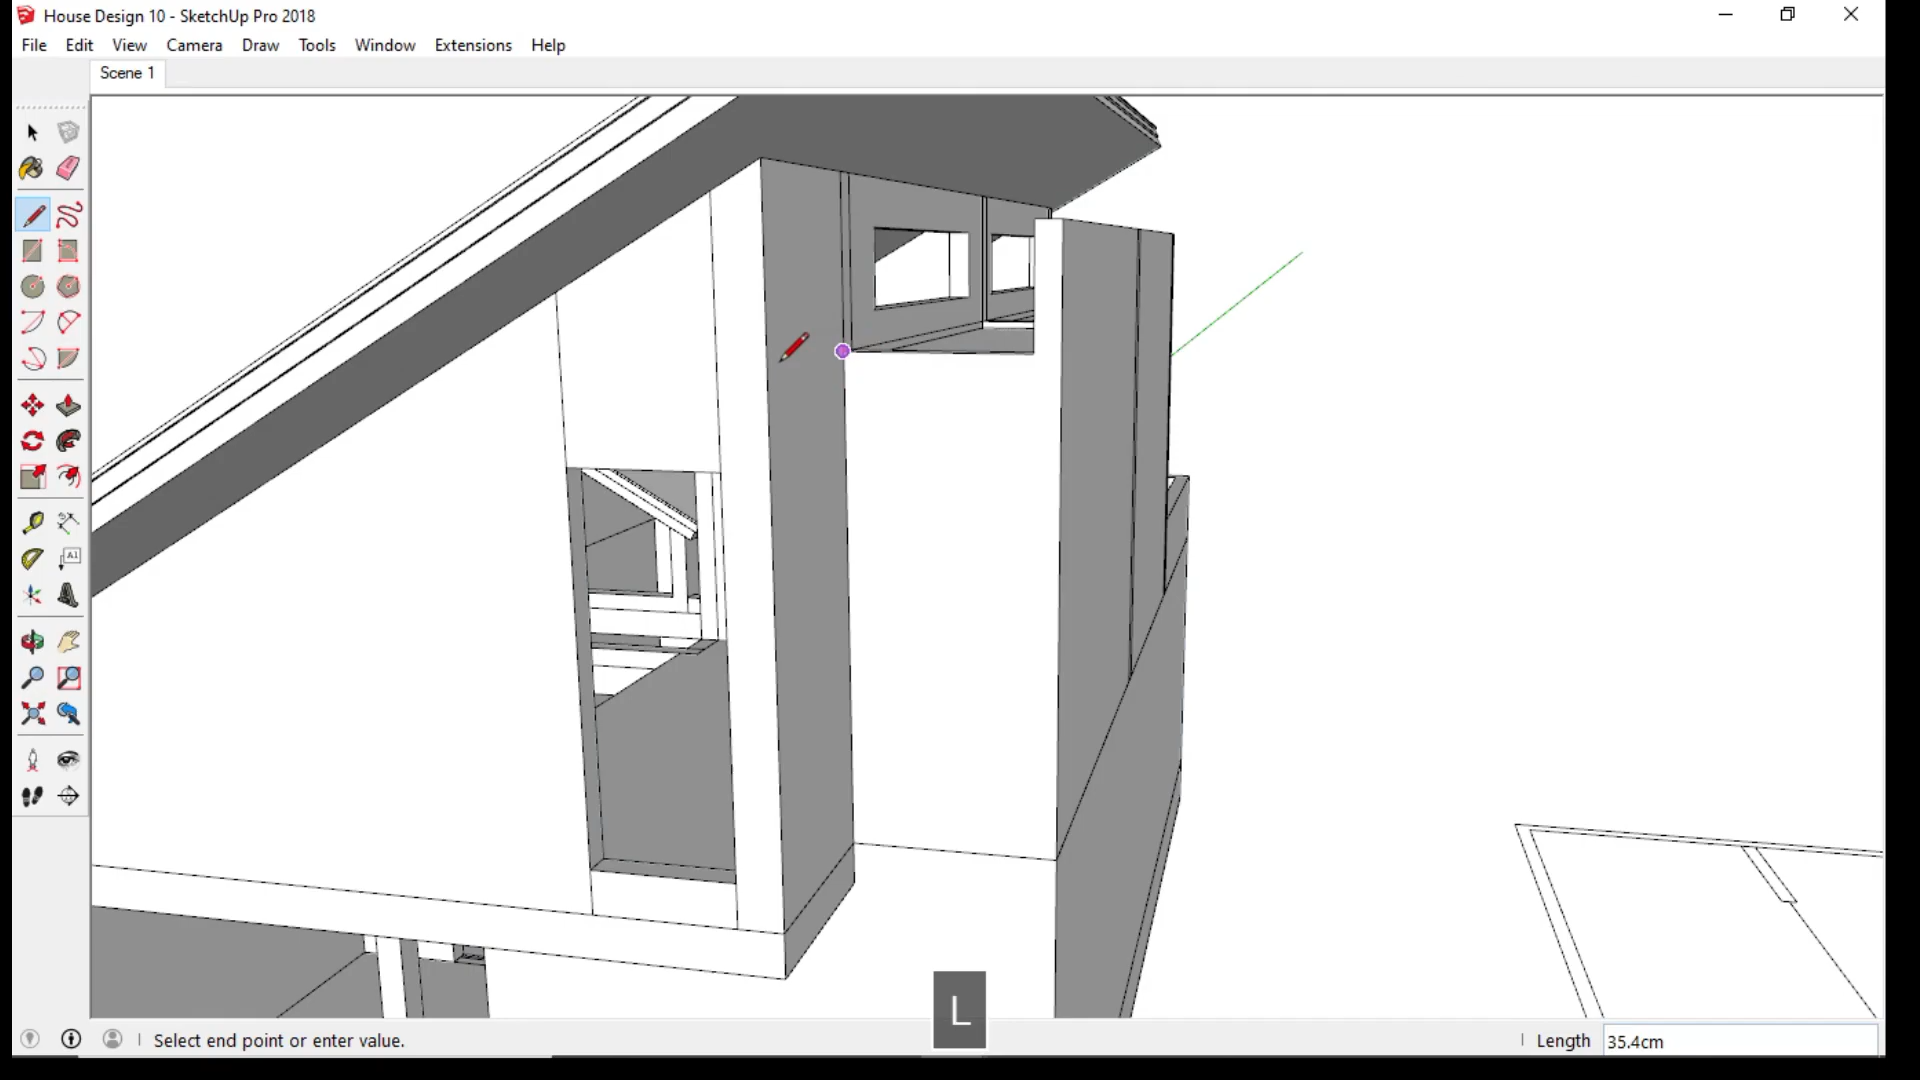 House Design 10 - SketchUp Pro 2018
File Edit View Camera Draw Tools Window Extensions Help
Scene 1
A1
L
Select end point or enter value.
Length 35.4cm